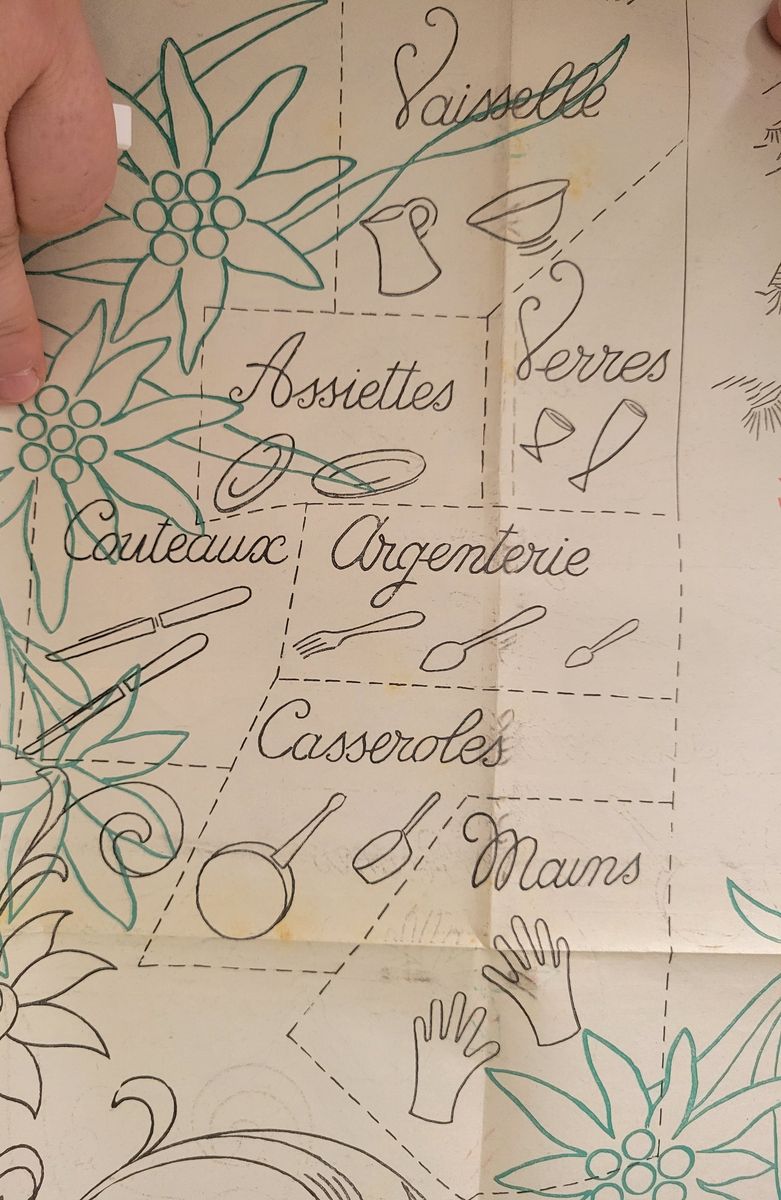 Vaisselle
Verres
Assiettes
Couteaux
Argenterie
Casseroles
Mains